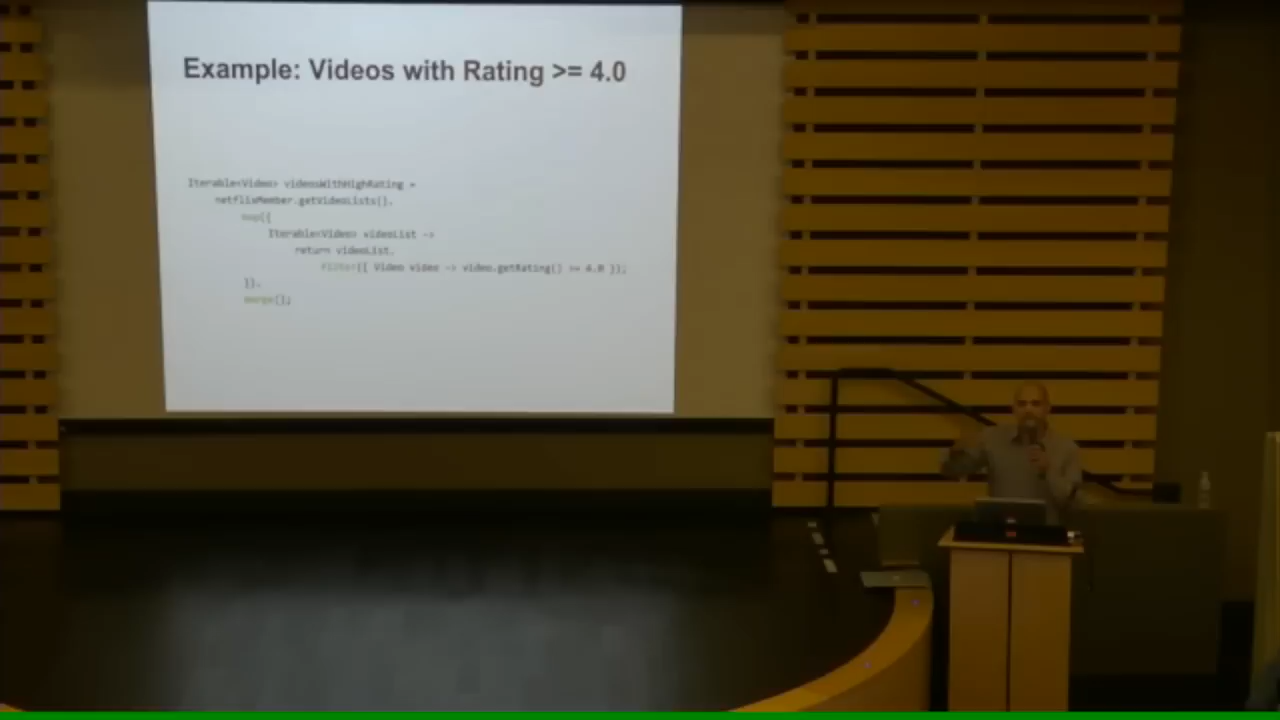 Example: Videos with Rating >= 4.0
Iterable<Video> videosWithHighRating =
netflixMember.getVideoLists().
map({
Iterable<Video> videoList ->
return videoList.
filter({ Video video -> video.getRating() >= 4.0 });
}).
merge();